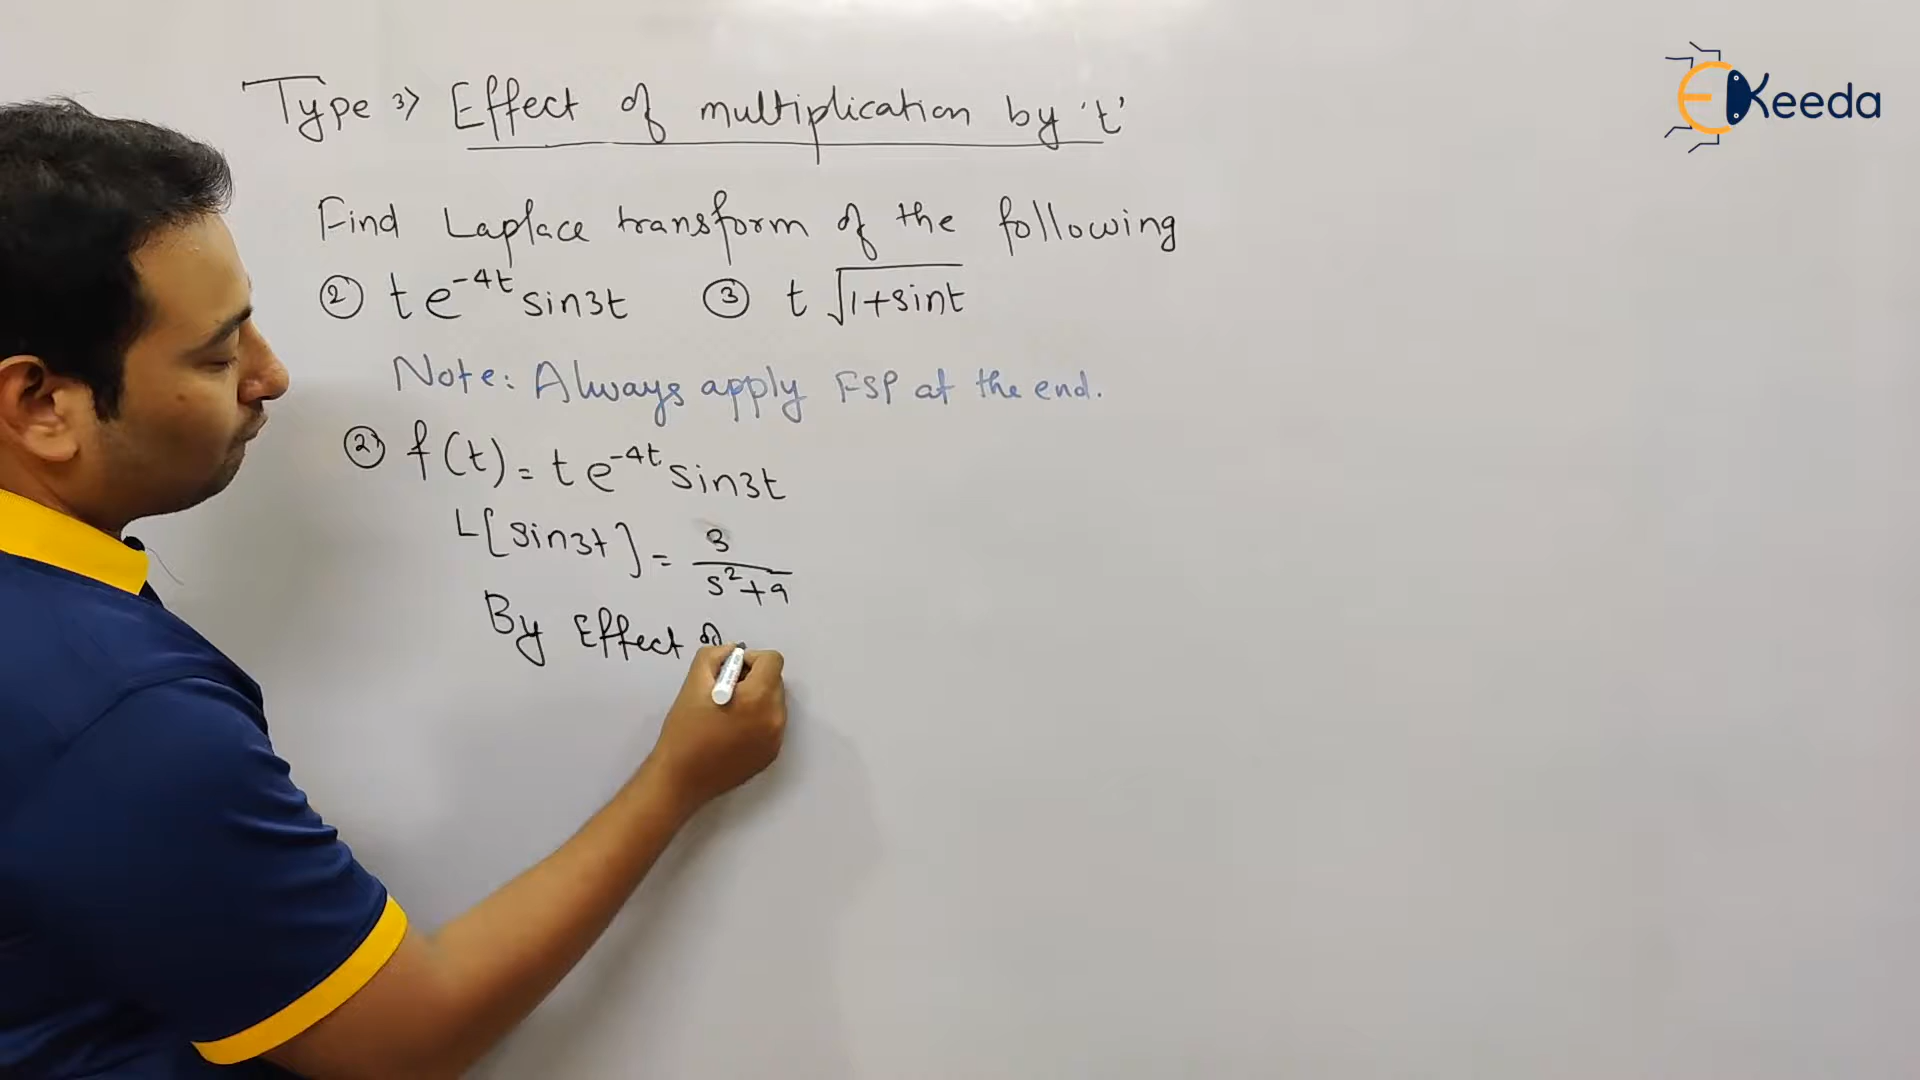 Type 3> Effect of multiplication by 't'
EKeeda
Find Laplace transform of the following
② t e^-4t sin3t ③ t √1+sint
Note: Always apply FSP at the end.
② f(t) = t e^-4t sin3t
L[sin3t] = 3/s²+9
By Effect of